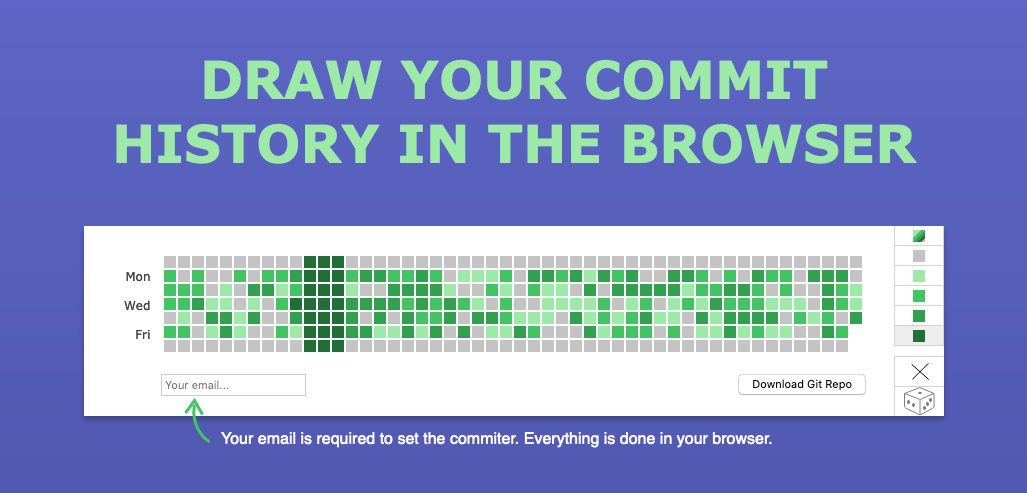 DRAW YOUR COMMIT
HISTORY IN THE BROWSER
Mon
Wed
Fri
Your email...
Download Git Repo
Your email is required to set the commiter. Everything is done in your browser.